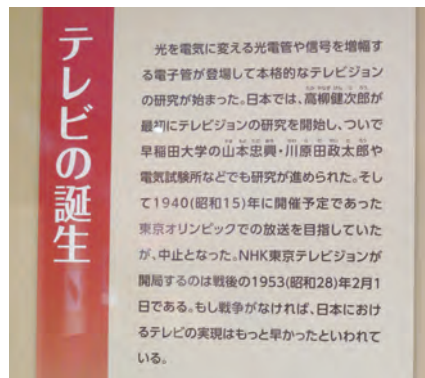 テレビの誕生
光を電気に変える光電管や信号を増幅す
る電子管が登場して本格的なテレビジョン
の研究が始まった。日本では、高柳健次郎が
最初にテレビジョンの研究を開始し、ついで
早稲田大学の山本忠興・川原田政太郎や
電気試験所などでも研究が進められた。そし
て1940(昭和15)年に開催予定であった
東京オリンピックでの放送を目指していた
が、中止となった。NHK東京テレビジョンが
開局するのは戦後の1953(昭和28)年2月1
日である。もし戦争がなければ、日本におけ
るテレビの実現はもっと早かったといわれて
いる。